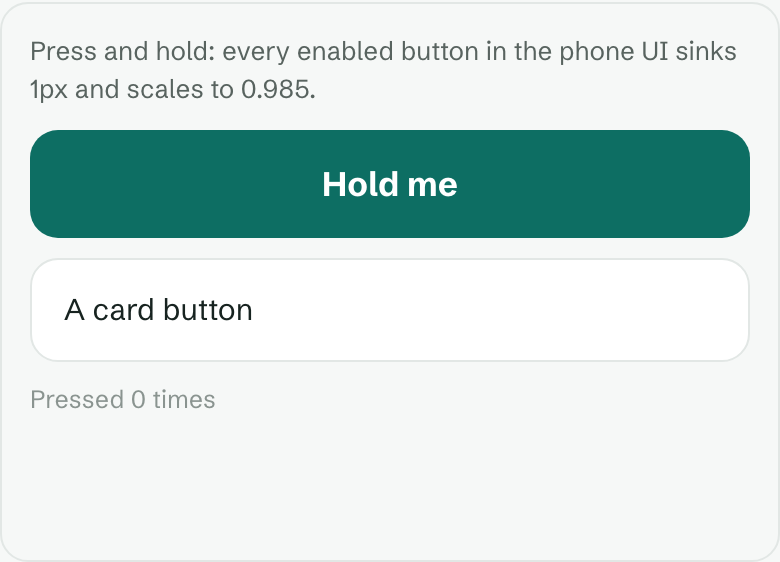 Press and hold: every enabled button in the phone UI sinks
1px and scales to 0.985.
Hold me
A card button
Pressed 0 times